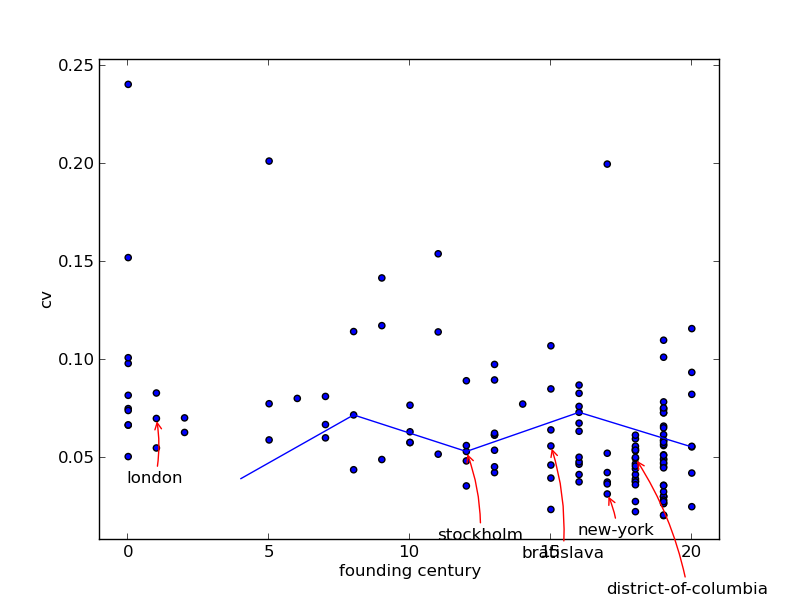 0.25
0.20
0.15
0.10
0.05
cv
london
stockholm
new-york
bratislava
district-of-columbia
0 5 10 15 20
founding century